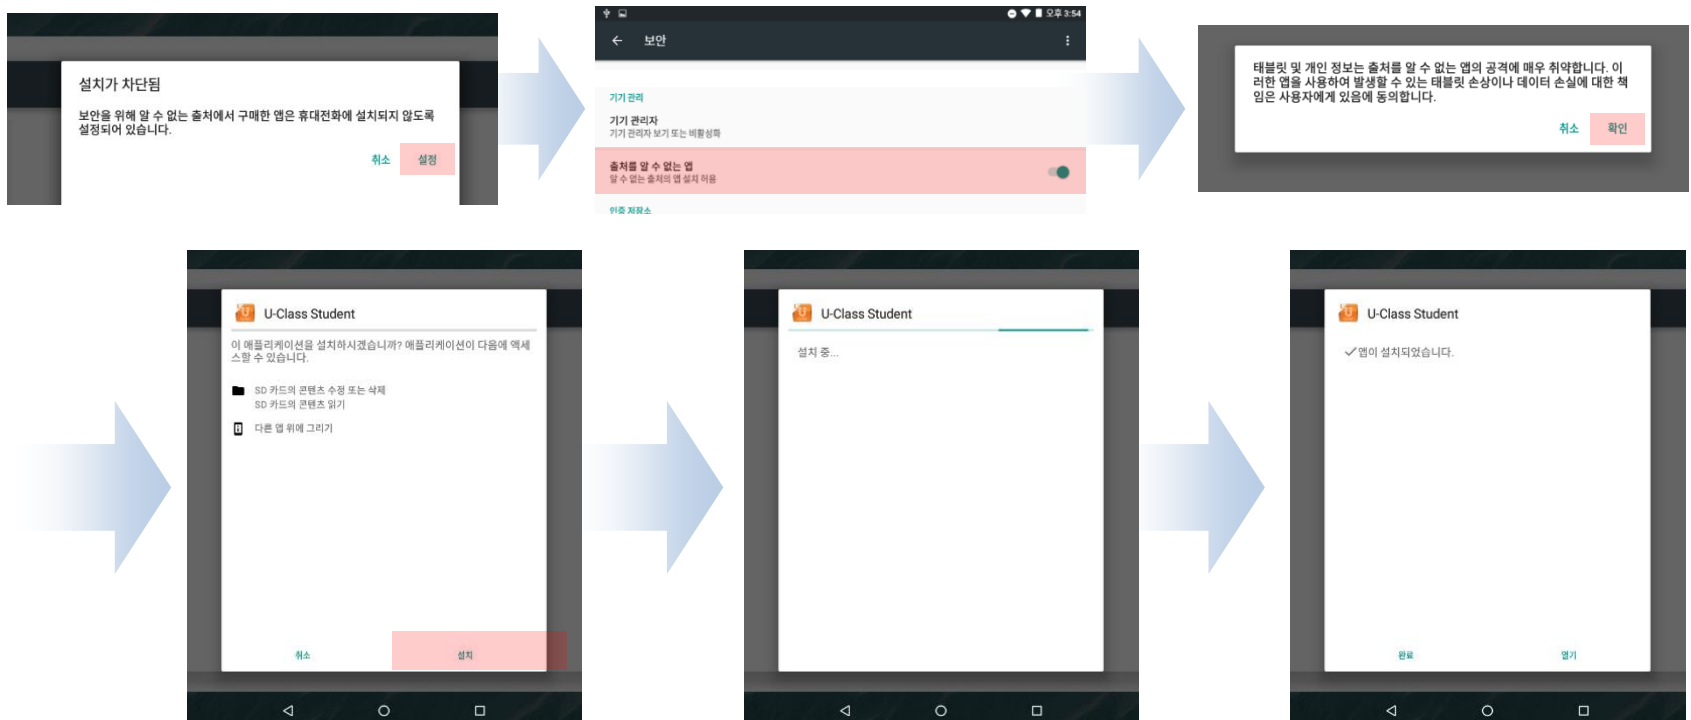 설치가 차단됨
보안을 위해 알 수 없는 출처에서 구매한 앱은 휴대전화에 설치되지 않도록
설정되어 있습니다.
취소 설정
오후 3:54
보안
기기 관리
기기 관리자
기기 관리자 보기 또는 비활성화
출처를 알 수 없는 앱
알 수 없는 출처의 앱 설치 허용
인증 저장소
태블릿 및 개인 정보는 출처를 알 수 없는 앱의 공격에 매우 취약합니다. 이
러한 앱을 사용하여 발생할 수 있는 태블릿 손상이나 데이터 손실에 대한 책
임은 사용자에게 있음에 동의합니다.
취소 확인
U-Class Student
이 애플리케이션을 설치하시겠습니까? 애플리케이션이 다음에 액세
스할 수 있습니다.
SD 카드의 콘텐츠 수정 또는 삭제
SD 카드의 콘텐츠 읽기
다른 앱 위에 그리기
취소 설치
U-Class Student
설치 중...
U-Class Student
앱이 설치되었습니다.
완료 열기